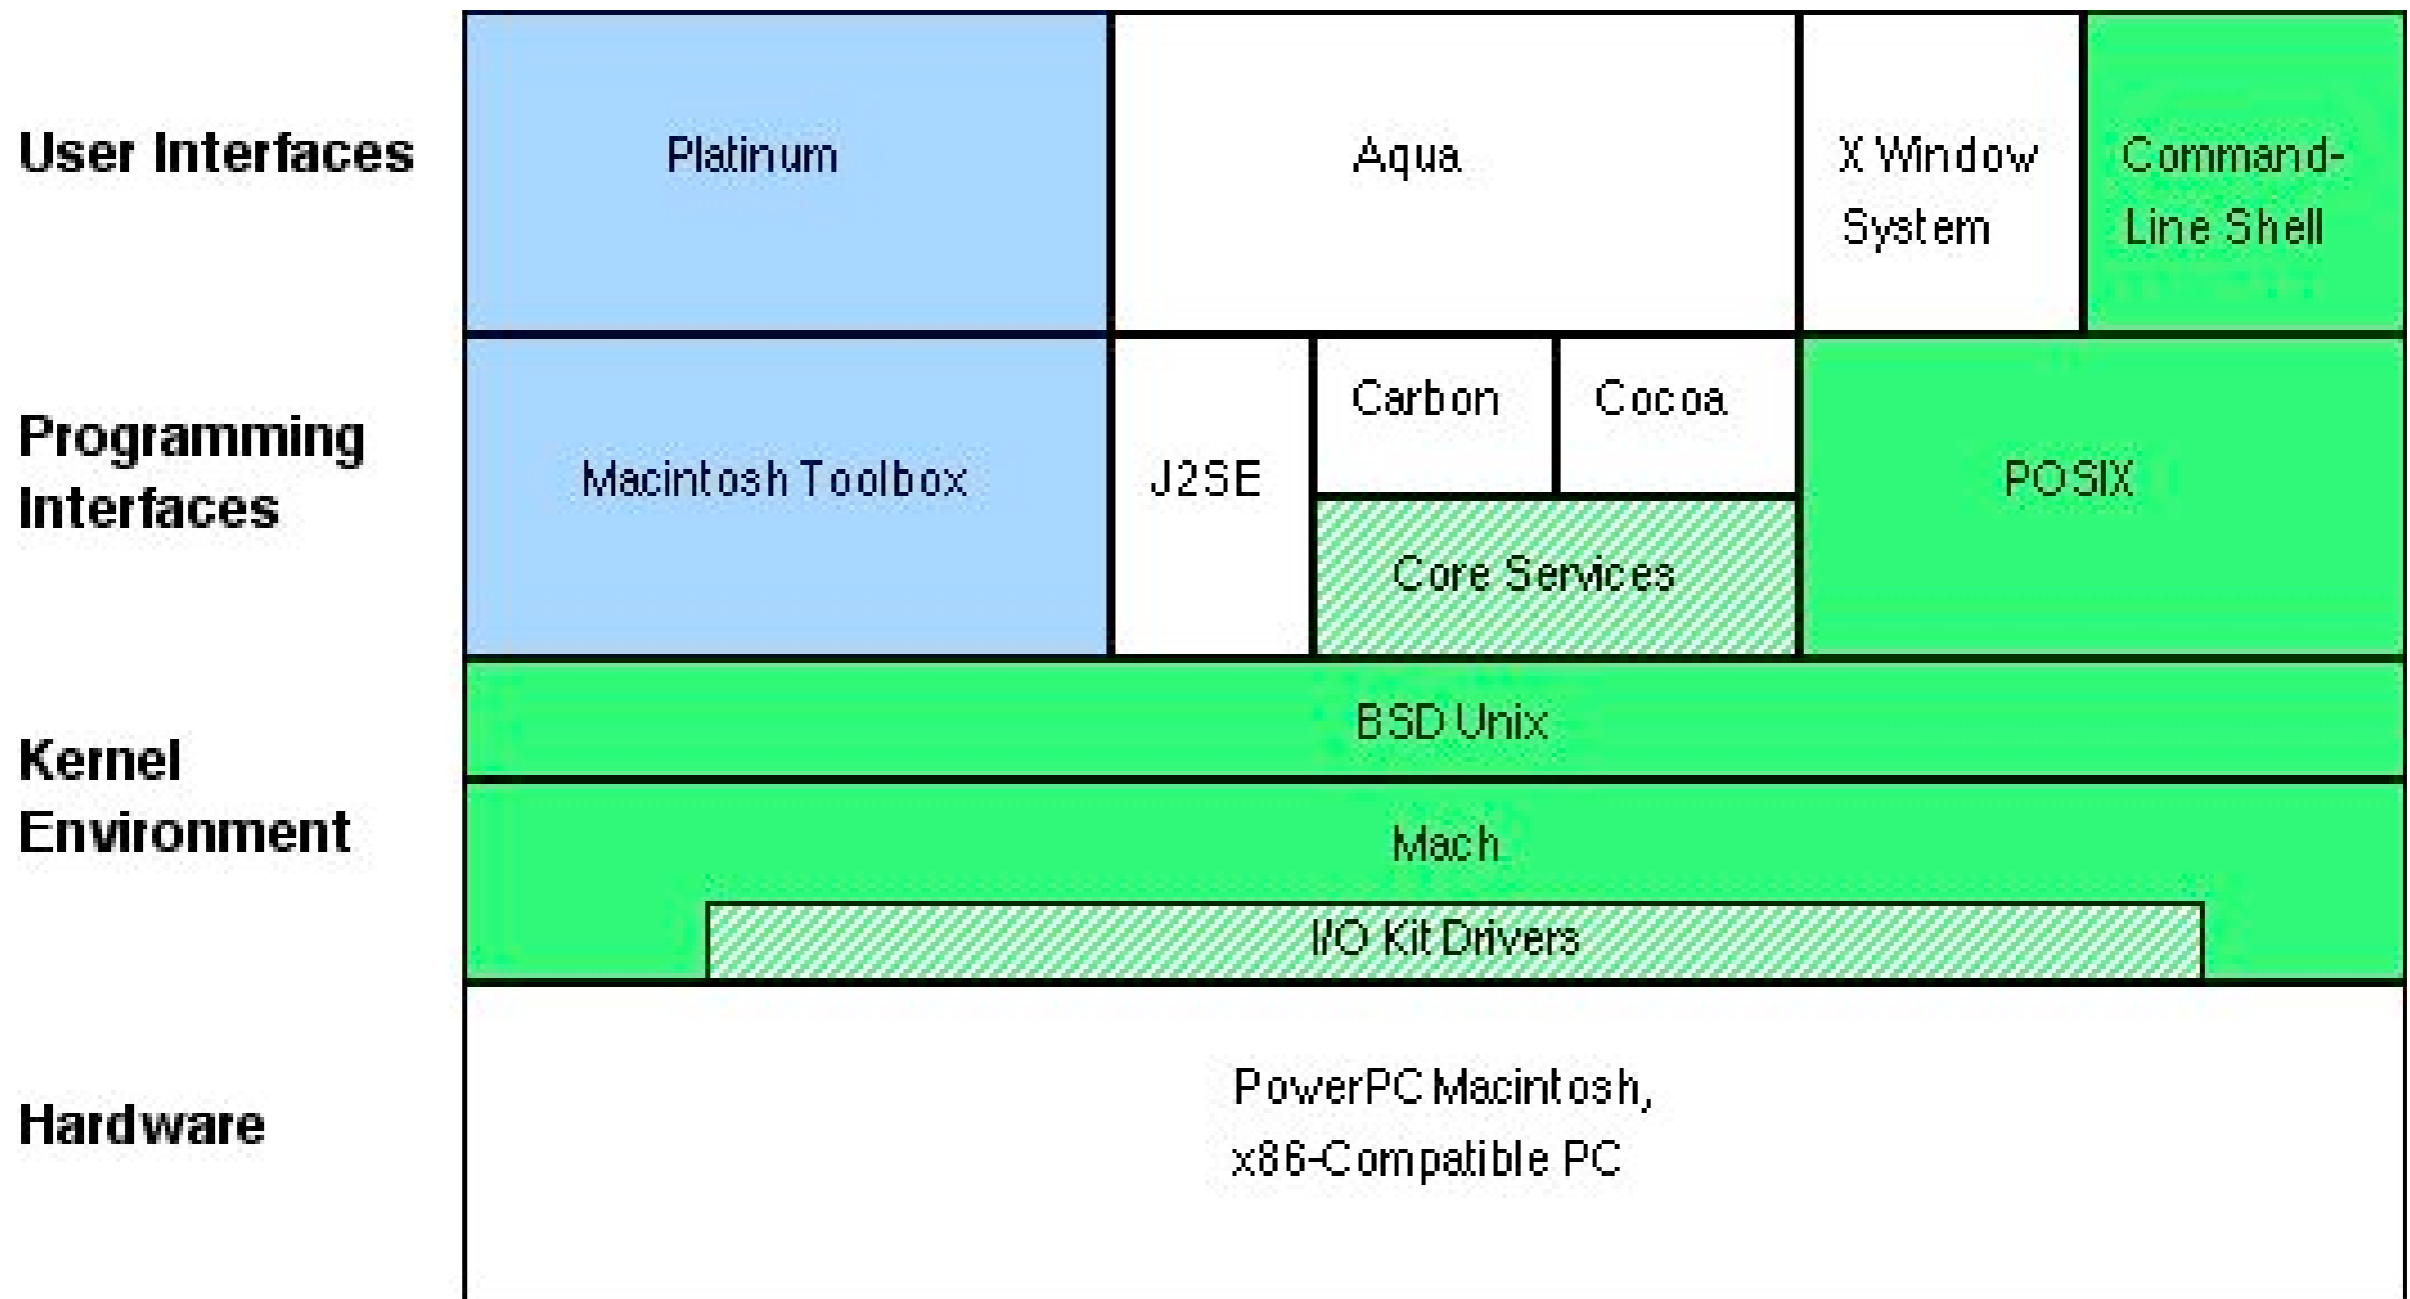 User Interfaces
Platinum
Aqua
X Window
System
Command-
Line Shell
Programming
Interfaces
Macintosh Toolbox
J2SE
Carbon
Cocoa
Core Services
POSIX
Kernel
Environment
BSD Unix
Mach
I/O Kit Drivers
Hardware
PowerPC Macintosh,
x86-Compatible PC